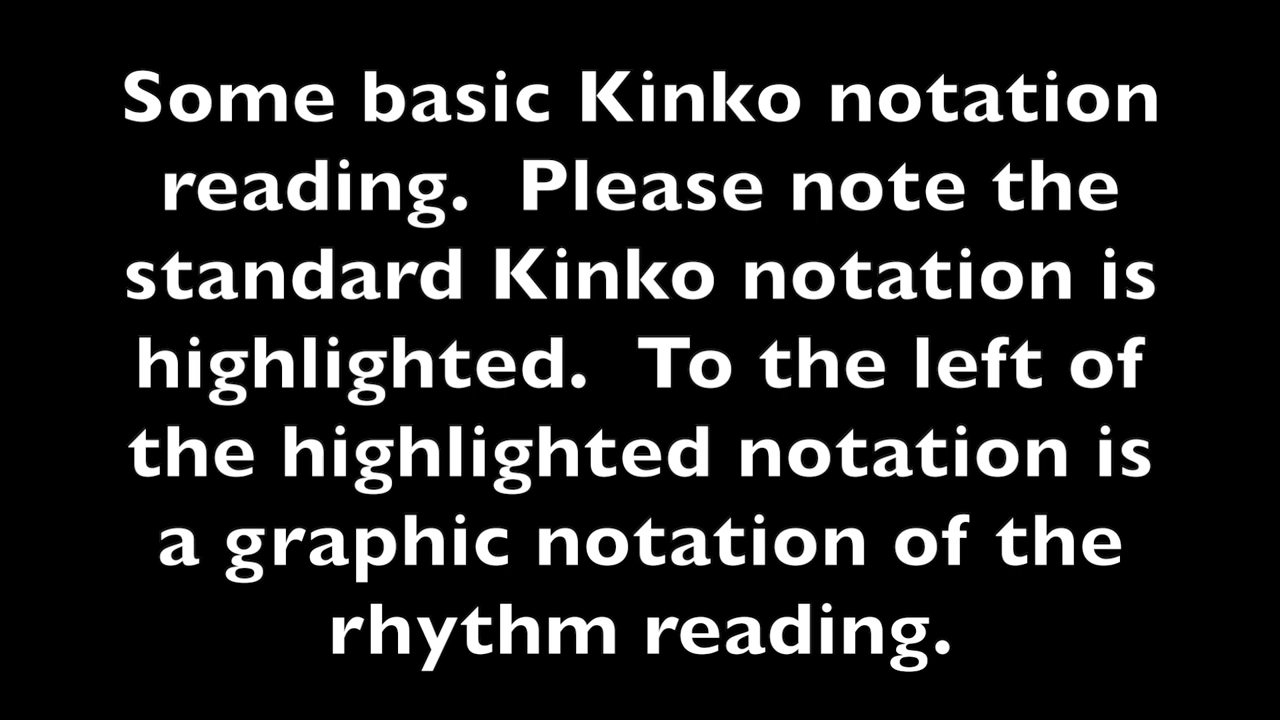 Some basic Kinko notation
reading.  Please note the
standard Kinko notation is
highlighted.  To the left of
the highlighted notation is
a graphic notation of the
rhythm reading.